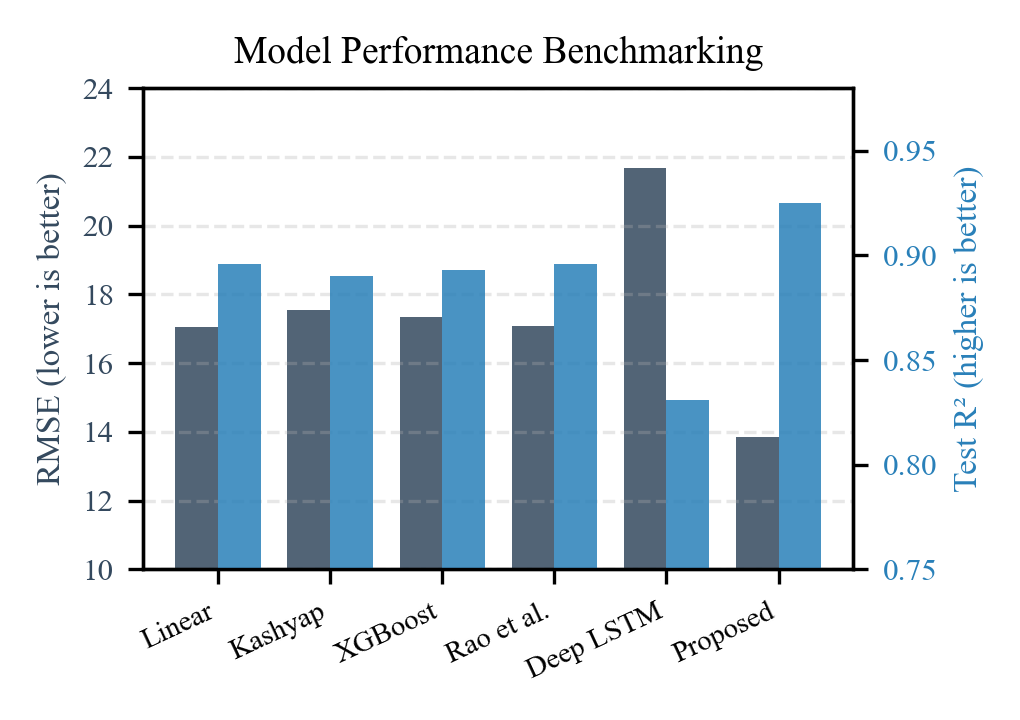 Model Performance Benchmarking
24
22
20
18
16
14
12
10
RMSE (lower is better)
0.95
0.90
0.85
0.80
0.75
Test R² (higher is better)
Linear
Kashyap
XGBoost
Rao et al.
Deep LSTM
Proposed